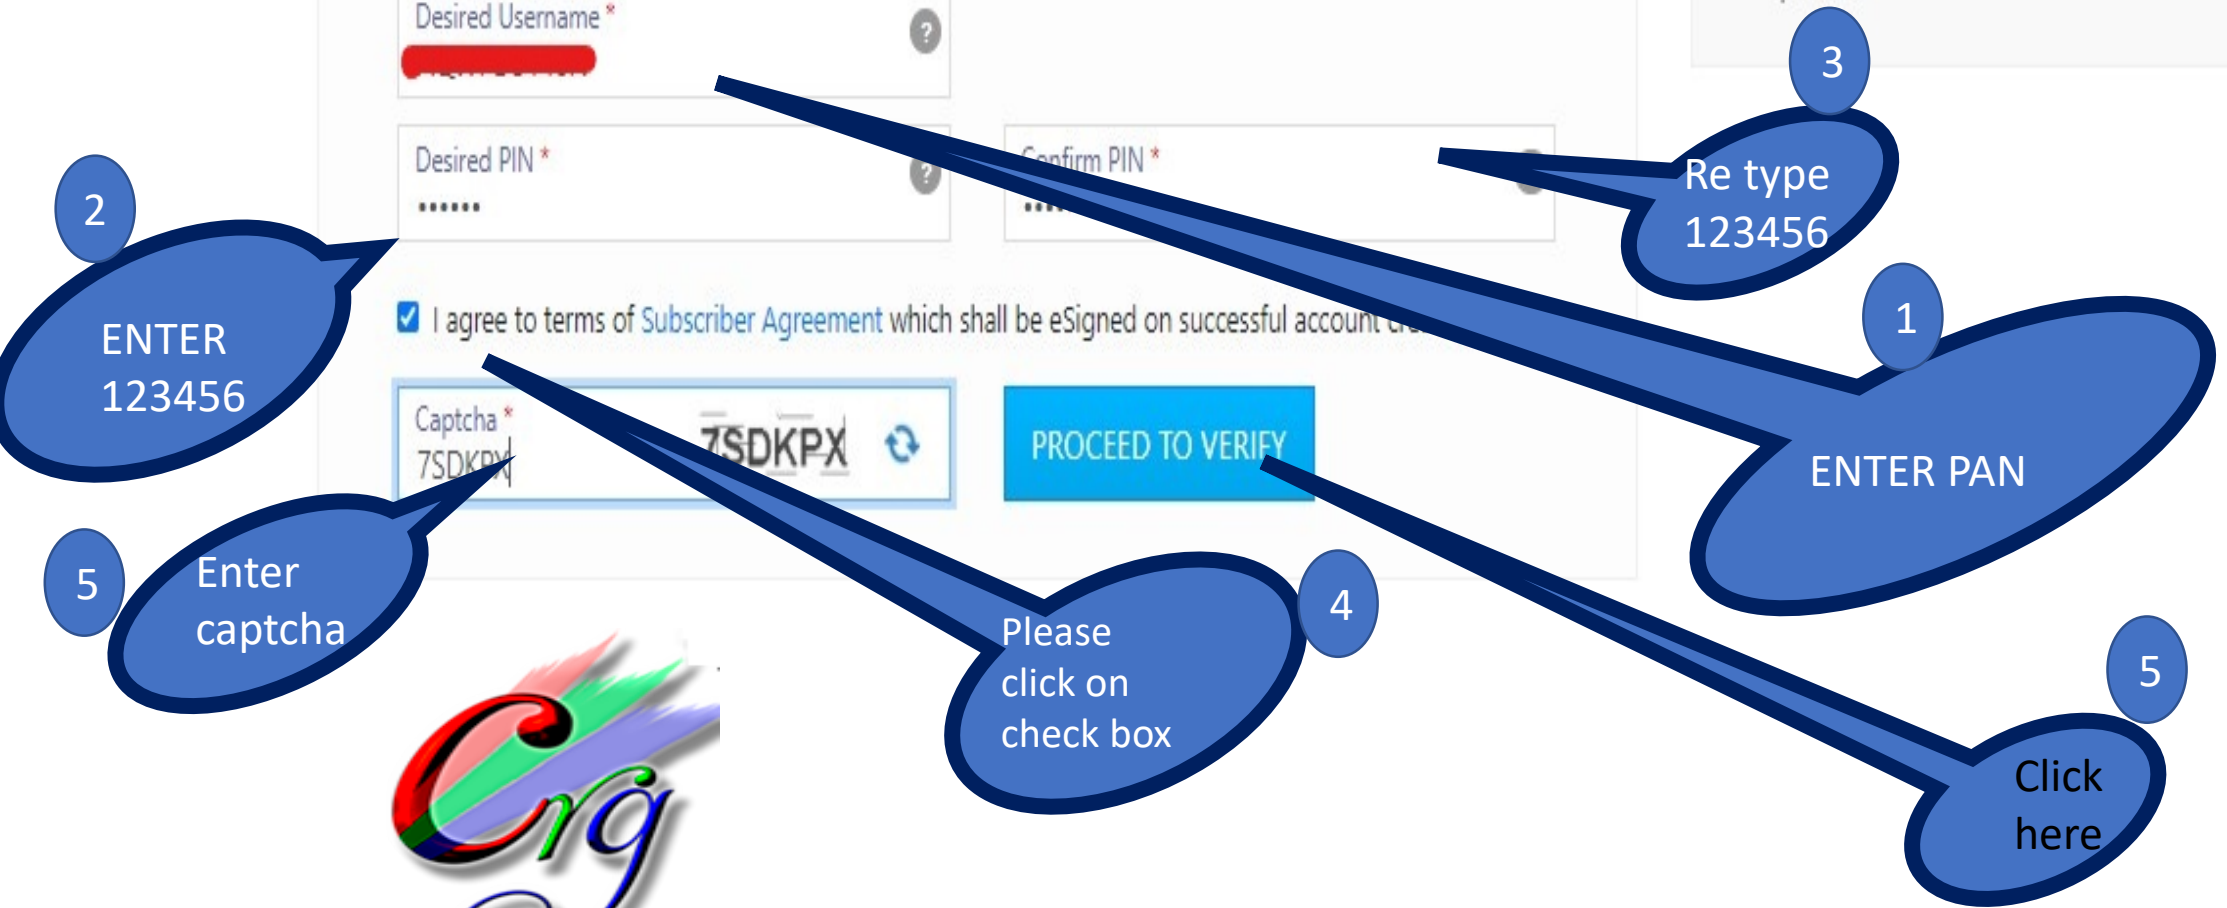 Desired Username *
3
Desired PIN *
Confirm PIN *
Re type
123456
2
ENTER
123456
1
I agree to terms of Subscriber Agreement which shall be eSigned on successful account
ENTER PAN
Captcha *
7SDKPX
7SDKPX
PROCEED TO VERIFY
5
Enter
captcha
4
Please
click on
check box
5
Click
here
Crg